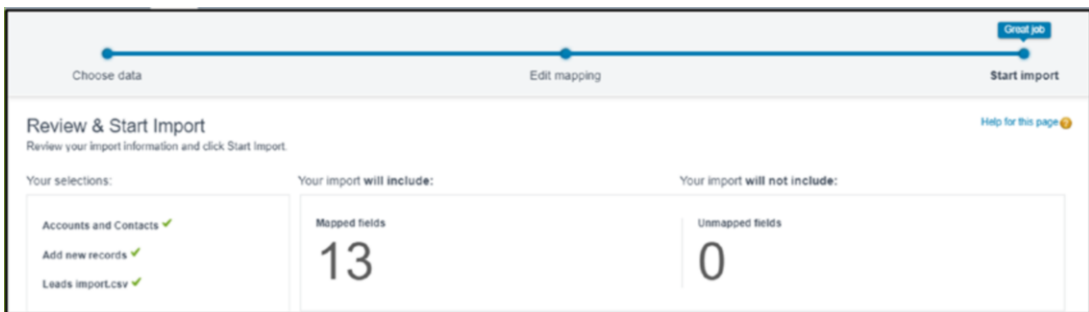 Great job
Choose data
Edit mapping
Start import
Review & Start Import
Help for this page
Review your import information and click Start Import.
Your selections:
Your import will include:
Your import will not include:
Accounts and Contacts
Add new records
Leads import.csv
Mapped fields
13
Unmapped fields
0